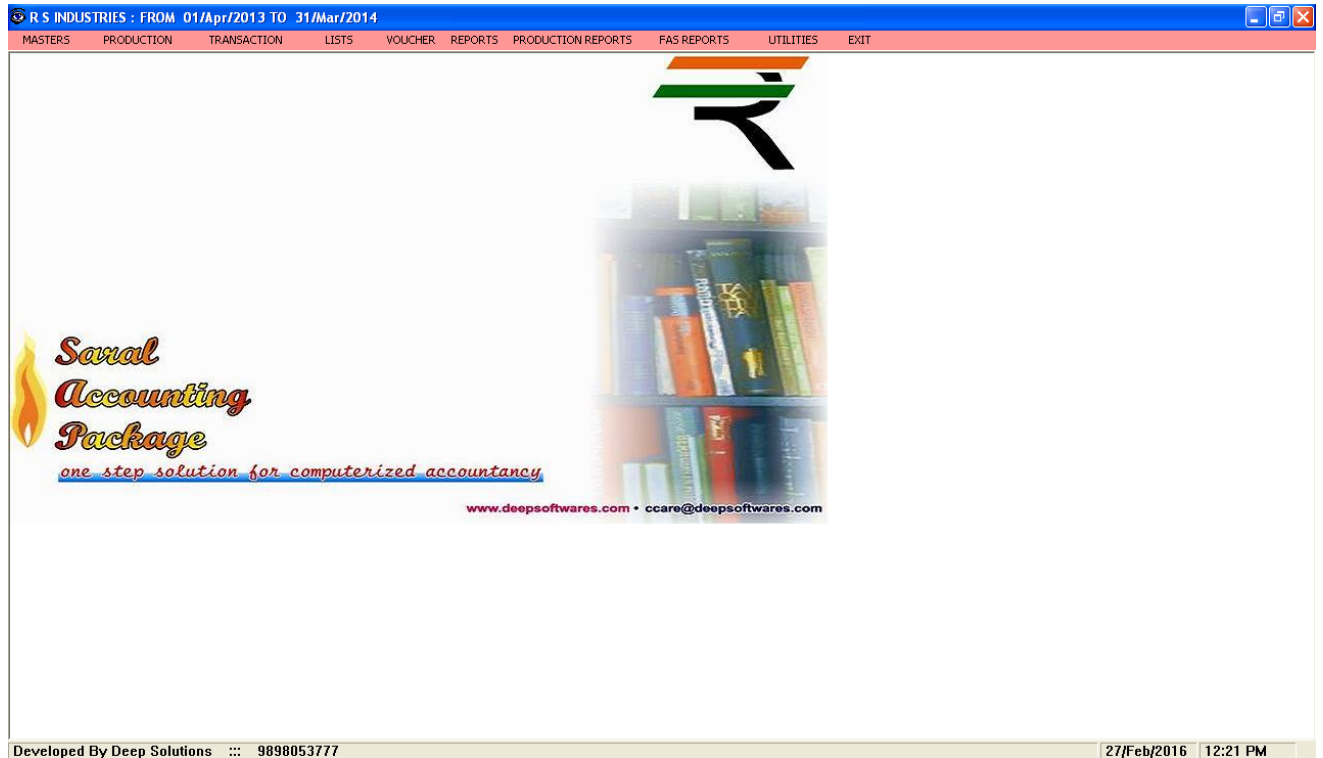 R S INDUSTRIES : FROM 01/Apr/2013 TO 31/Mar/2014
MASTERS PRODUCTION TRANSACTION LISTS VOUCHER REPORTS PRODUCTION REPORTS FAS REPORTS UTILITIES EXIT
Saral
Accounting
Package
one step solution for computerized accountancy
www.deepsoftwares.com • ccare@deepsoftwares.com
Developed By Deep Solutions ::: 9898053777 27/Feb/2016 12:21 PM